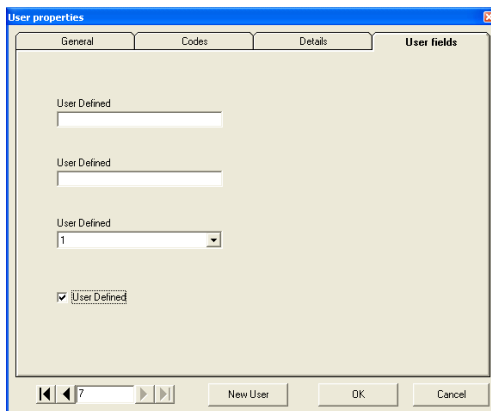 User properties
General Codes Details User fields
User Defined
User Defined
User Defined
1
User Defined
7 New User OK Cancel